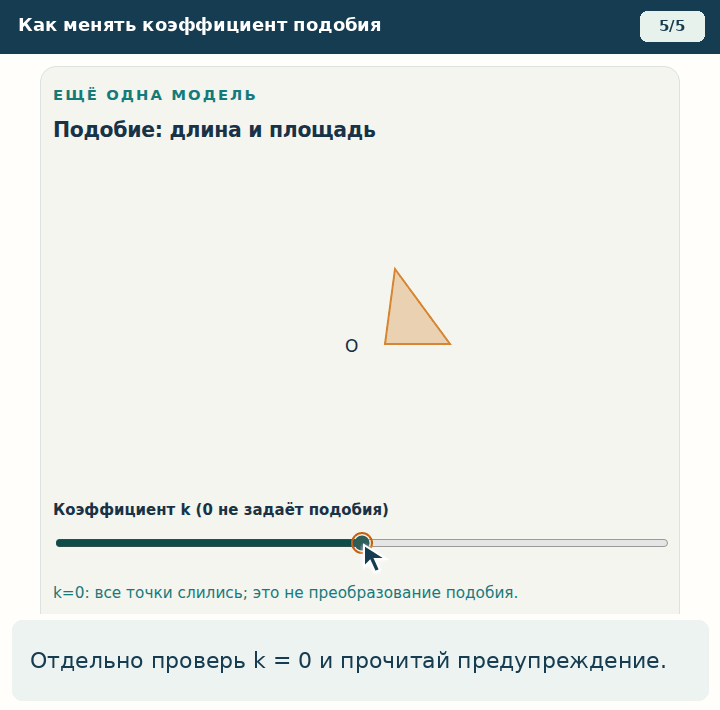 Как менять коэффициент подобия
5/5
ЕЩЁ ОДНА МОДЕЛЬ
Подобие: длина и площадь
O
Коэффициент k (0 не задаёт подобия)
k=0: все точки слились; это не преобразование подобия.
Отдельно проверь k = 0 и прочитай предупреждение.